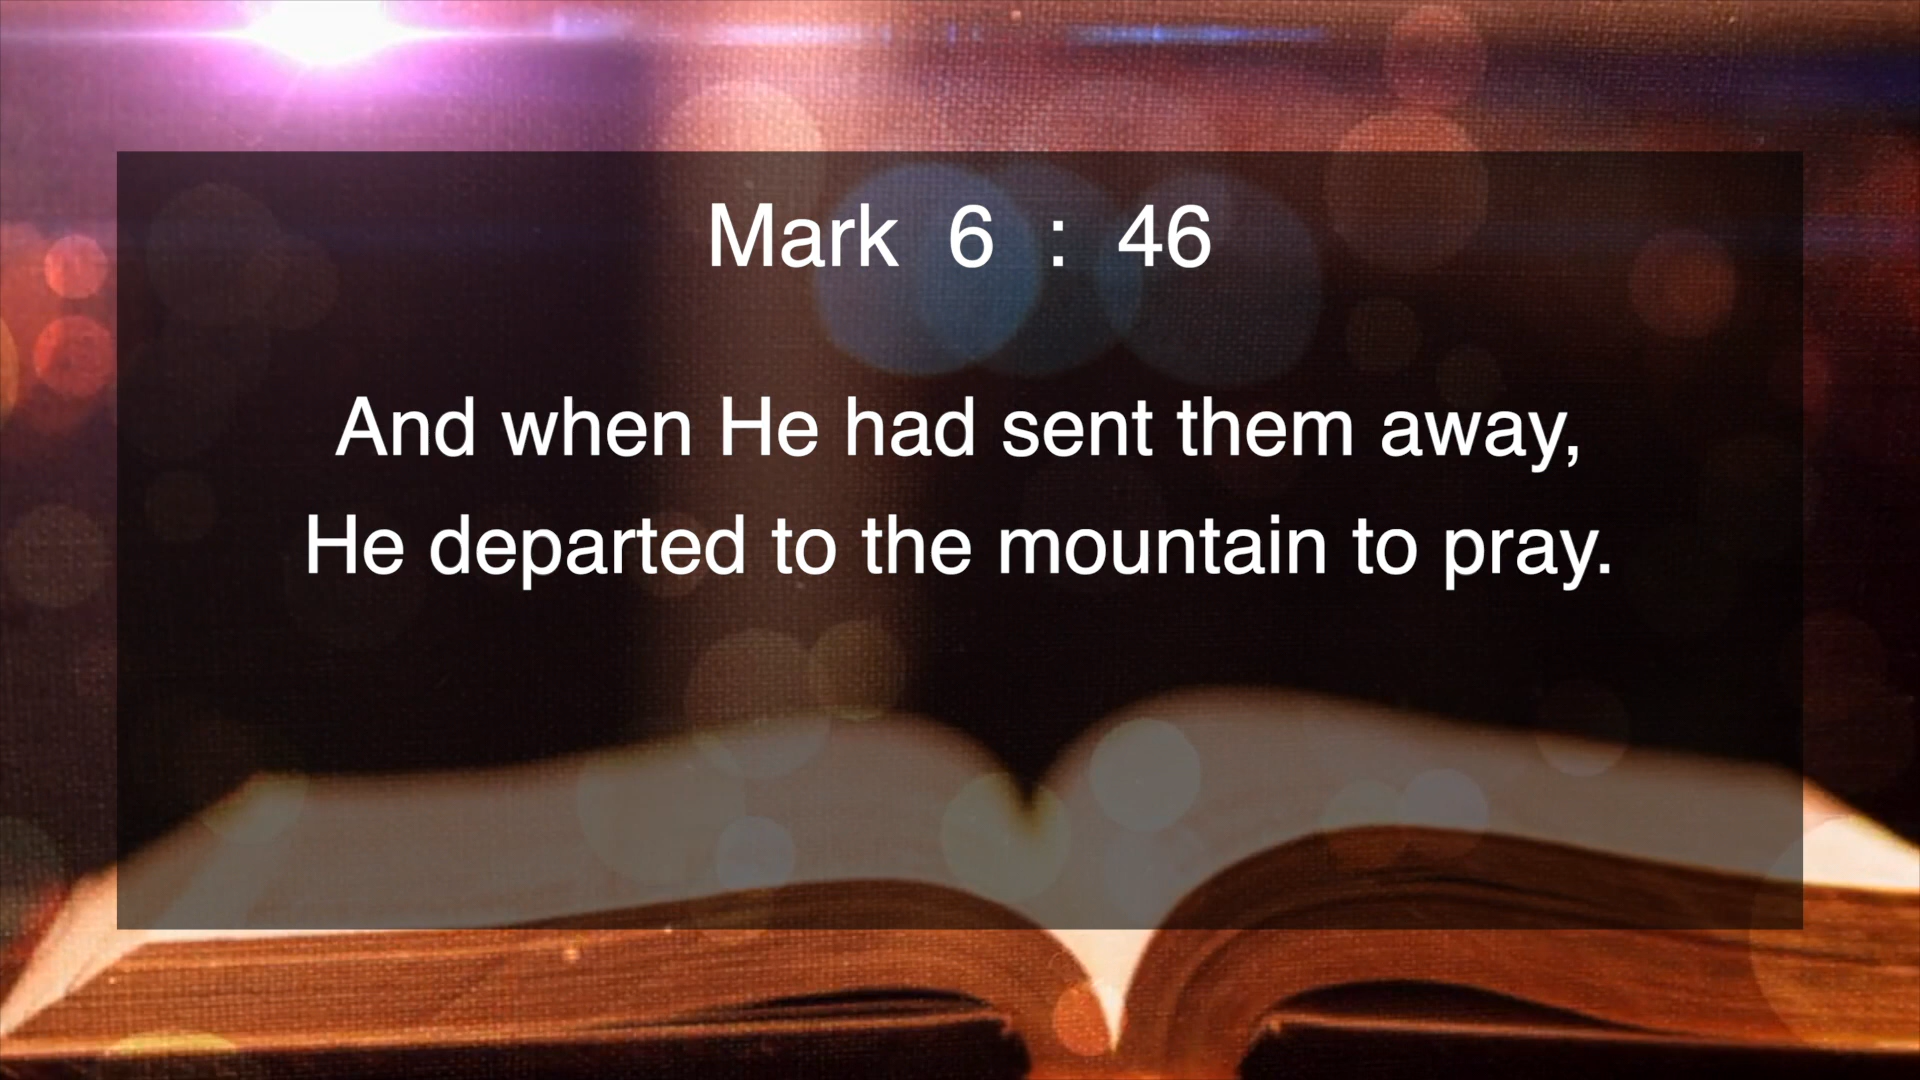 Mark 6 : 46
And when He had sent them away,
He departed to the mountain to pray.